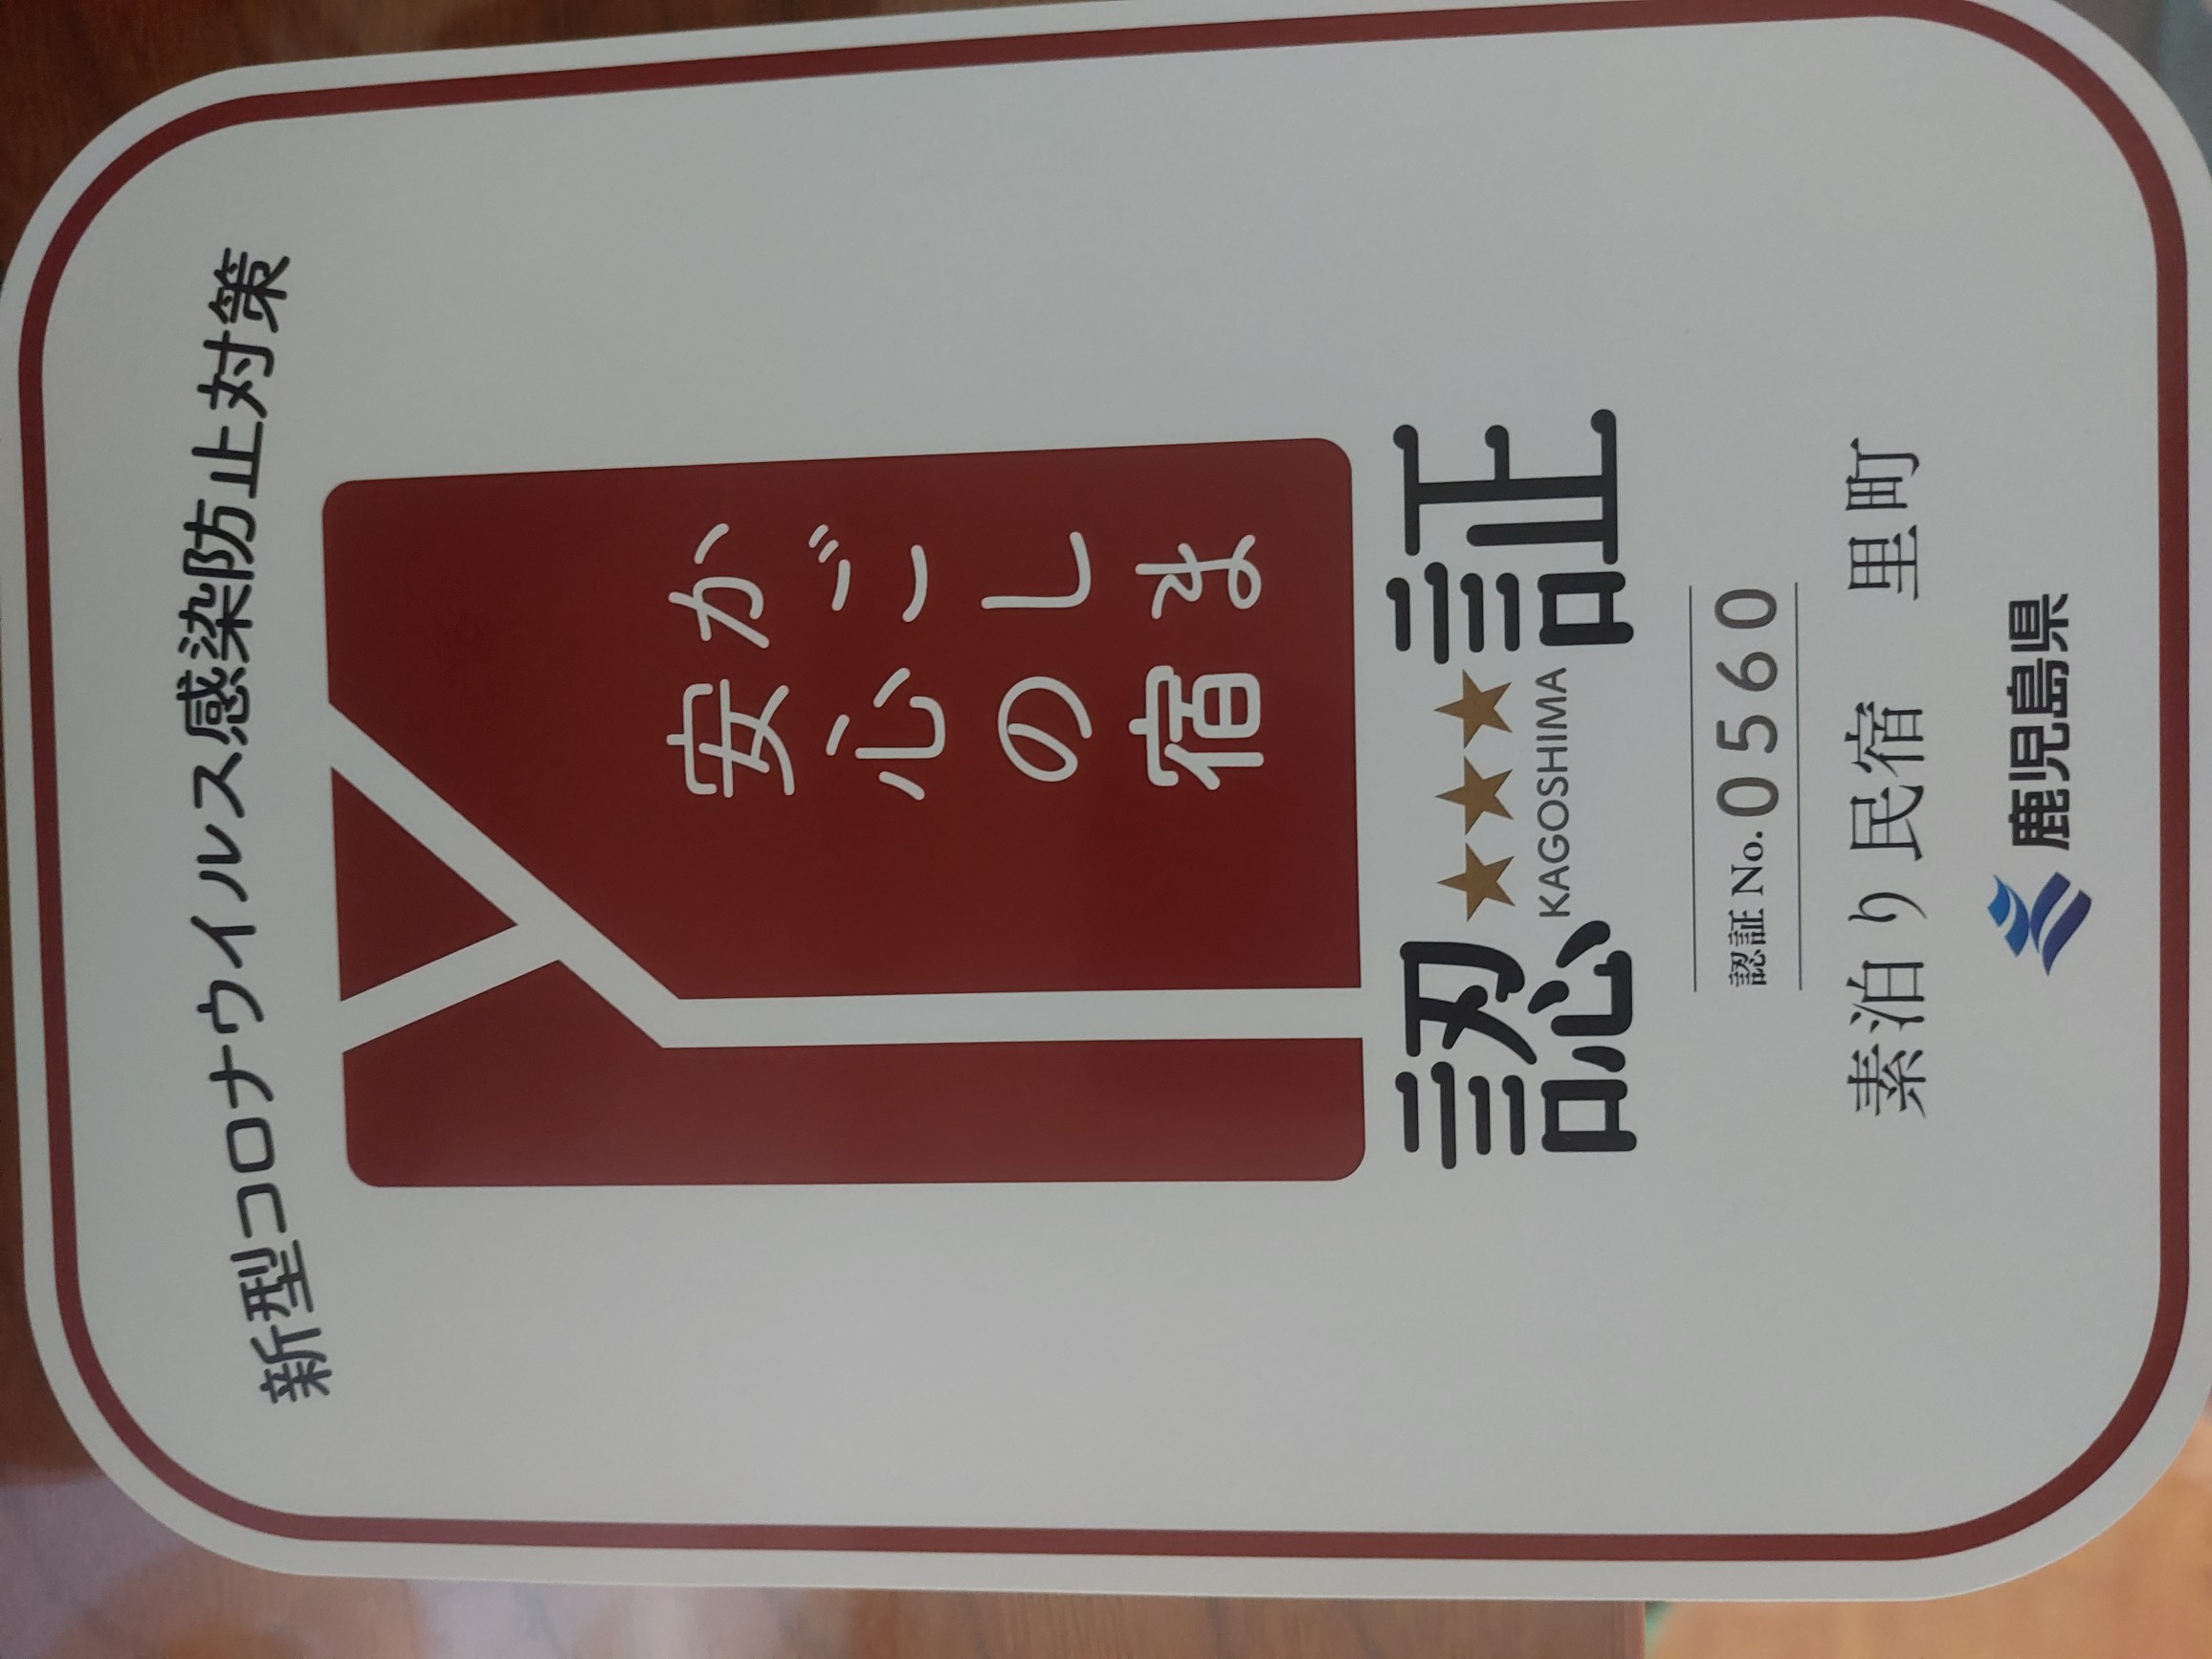 新型コロナウイルス感染防止対策
かごしま
安心の宿
認証
KAGOSHIMA
認証 No. 0560
素泊り民宿　里町
鹿児島県